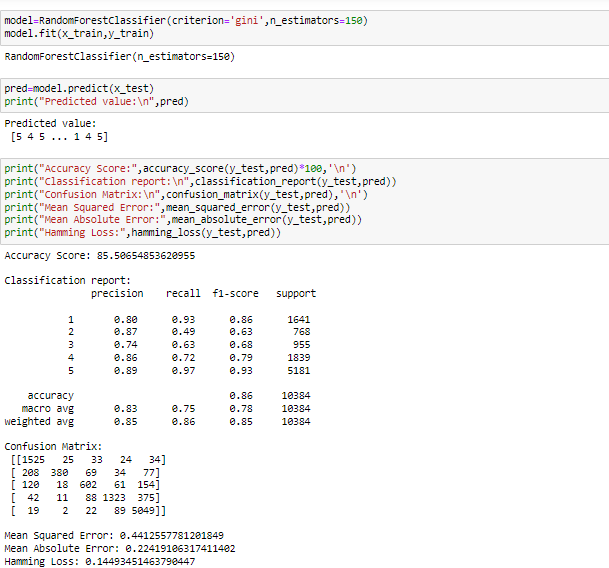 model=RandomForestClassifier(criterion='gini',n_estimators=150)
model.fit(x_train,y_train)
RandomForestClassifier(n_estimators=150)
pred=model.predict(x_test)
print("Predicted value:\n",pred)
Predicted value:
 [5 4 5 ... 1 4 5]
print("Accuracy Score:",accuracy_score(y_test,pred)*100,'\n')
print("Classification report:\n",classification_report(y_test,pred))
print("Confusion Matrix:\n",confusion_matrix(y_test,pred),'\n')
print("Mean Squared Error:",mean_squared_error(y_test,pred))
print("Mean Absolute Error:",mean_absolute_error(y_test,pred))
print("Hamming Loss:",hamming_loss(y_test,pred))
Accuracy Score: 85.50654853620955
Classification report:
              precision    recall  f1-score   support
           1       0.80      0.93      0.86      1641
           2       0.87      0.49      0.63       768
           3       0.74      0.63      0.68       955
           4       0.86      0.72      0.79      1839
           5       0.89      0.97      0.93      5181
    accuracy                           0.86     10384
   macro avg       0.83      0.75      0.78     10384
weighted avg       0.85      0.86      0.85     10384
Confusion Matrix:
 [[1525   25   33   24   34]
 [ 208  380   69   34   77]
 [ 120   18  602   61  154]
 [  42   11   88 1323  375]
 [  19    2   22   89 5049]]
Mean Squared Error: 0.4412557781201849
Mean Absolute Error: 0.22419106317411402
Hamming Loss: 0.14493451463790447